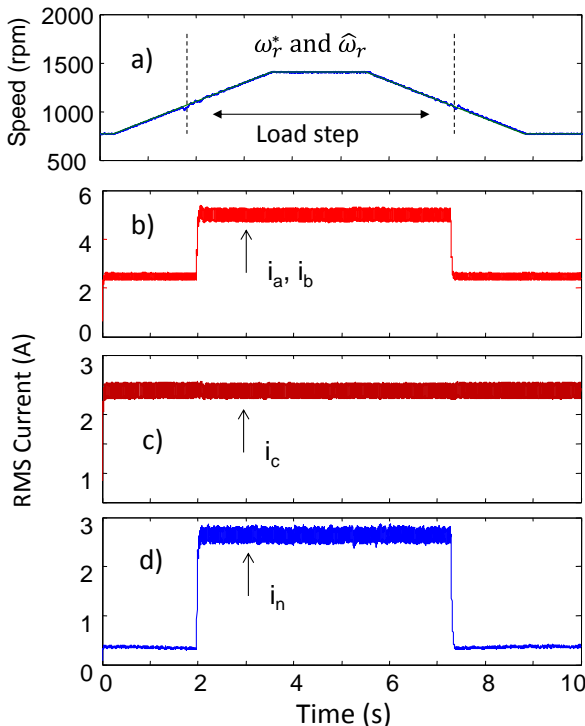 2000
1500
1000
500
Speed (rpm)
a)
ω*r and ω̂r
Load step
6
4
2
0
b)
ia, ib
RMS Current (A)
3
2
1
c)
ic
3
2
1
0
d)
in
0 2 4 6 8 10
Time (s)